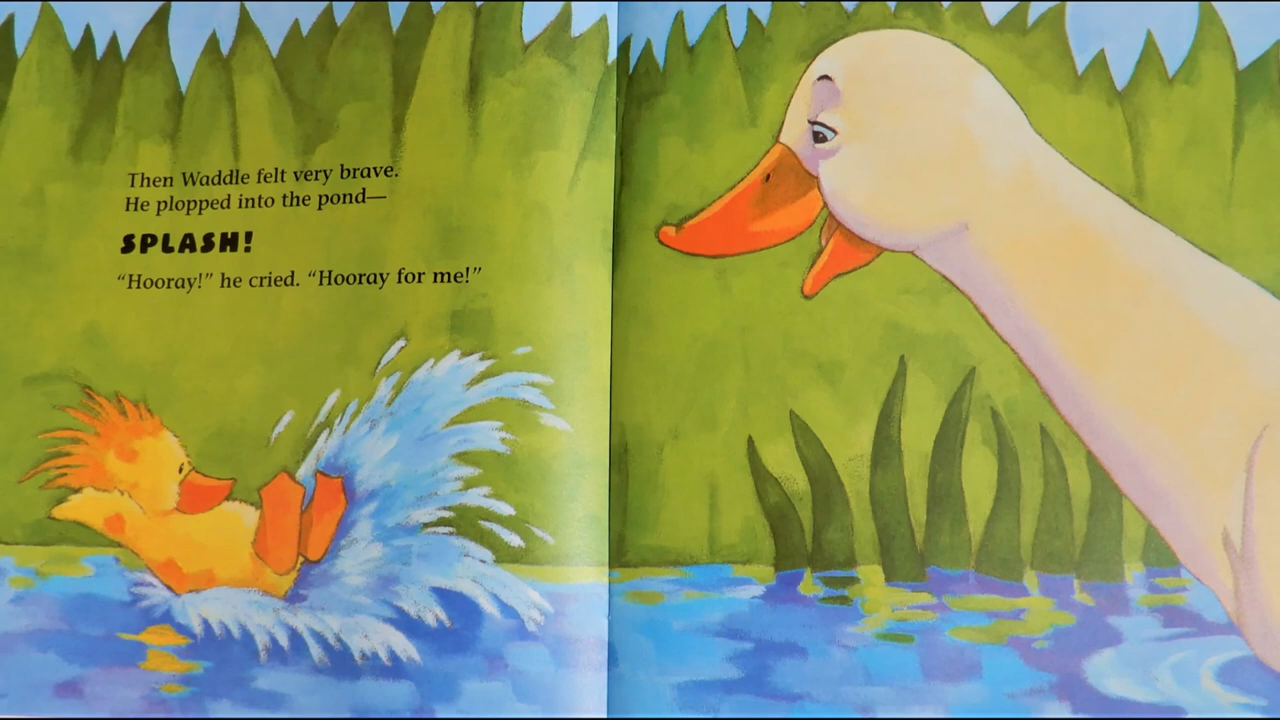 Then Waddle felt very brave.
He plopped into the pond—
SPLASH!
“Hooray!” he cried. “Hooray for me!”